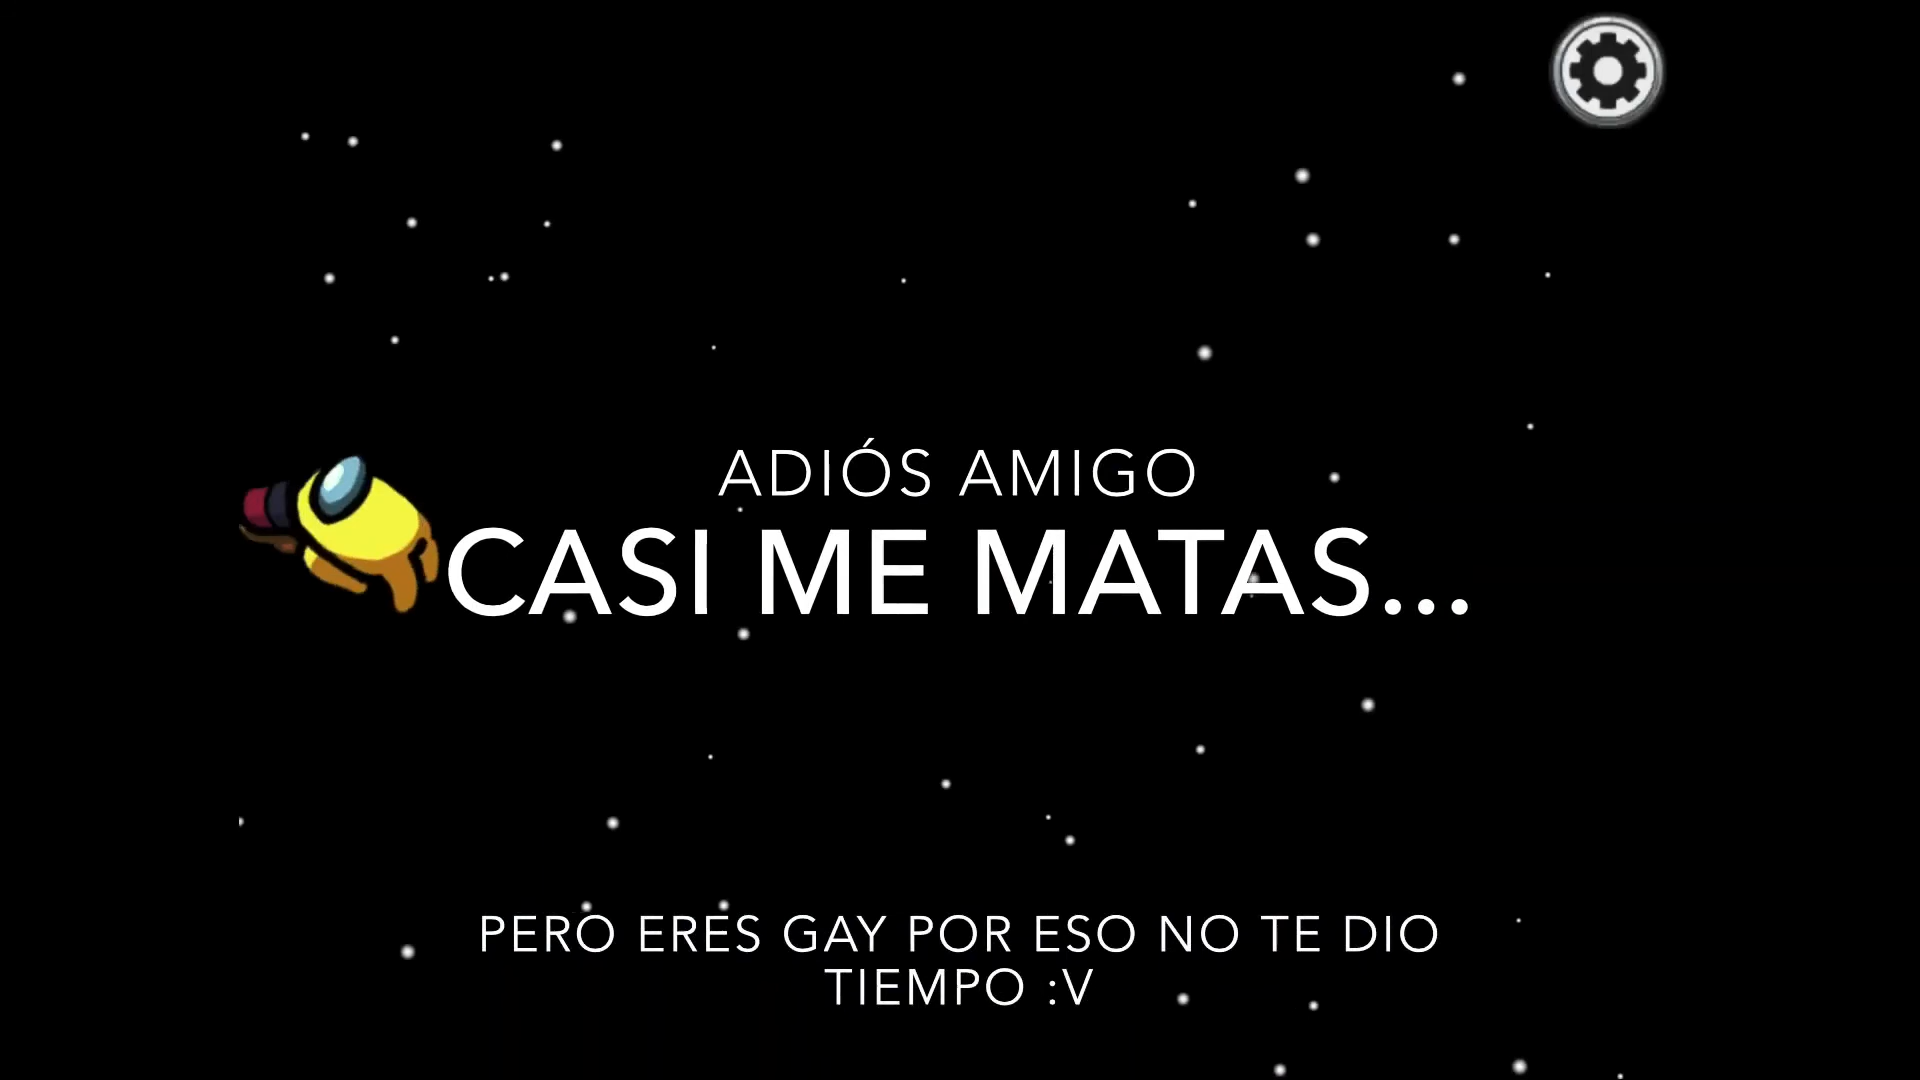 ADIÓS AMIGO
CASI ME MATAS...
PERO ERES GAY POR ESO NO TE DIO
TIEMPO :V